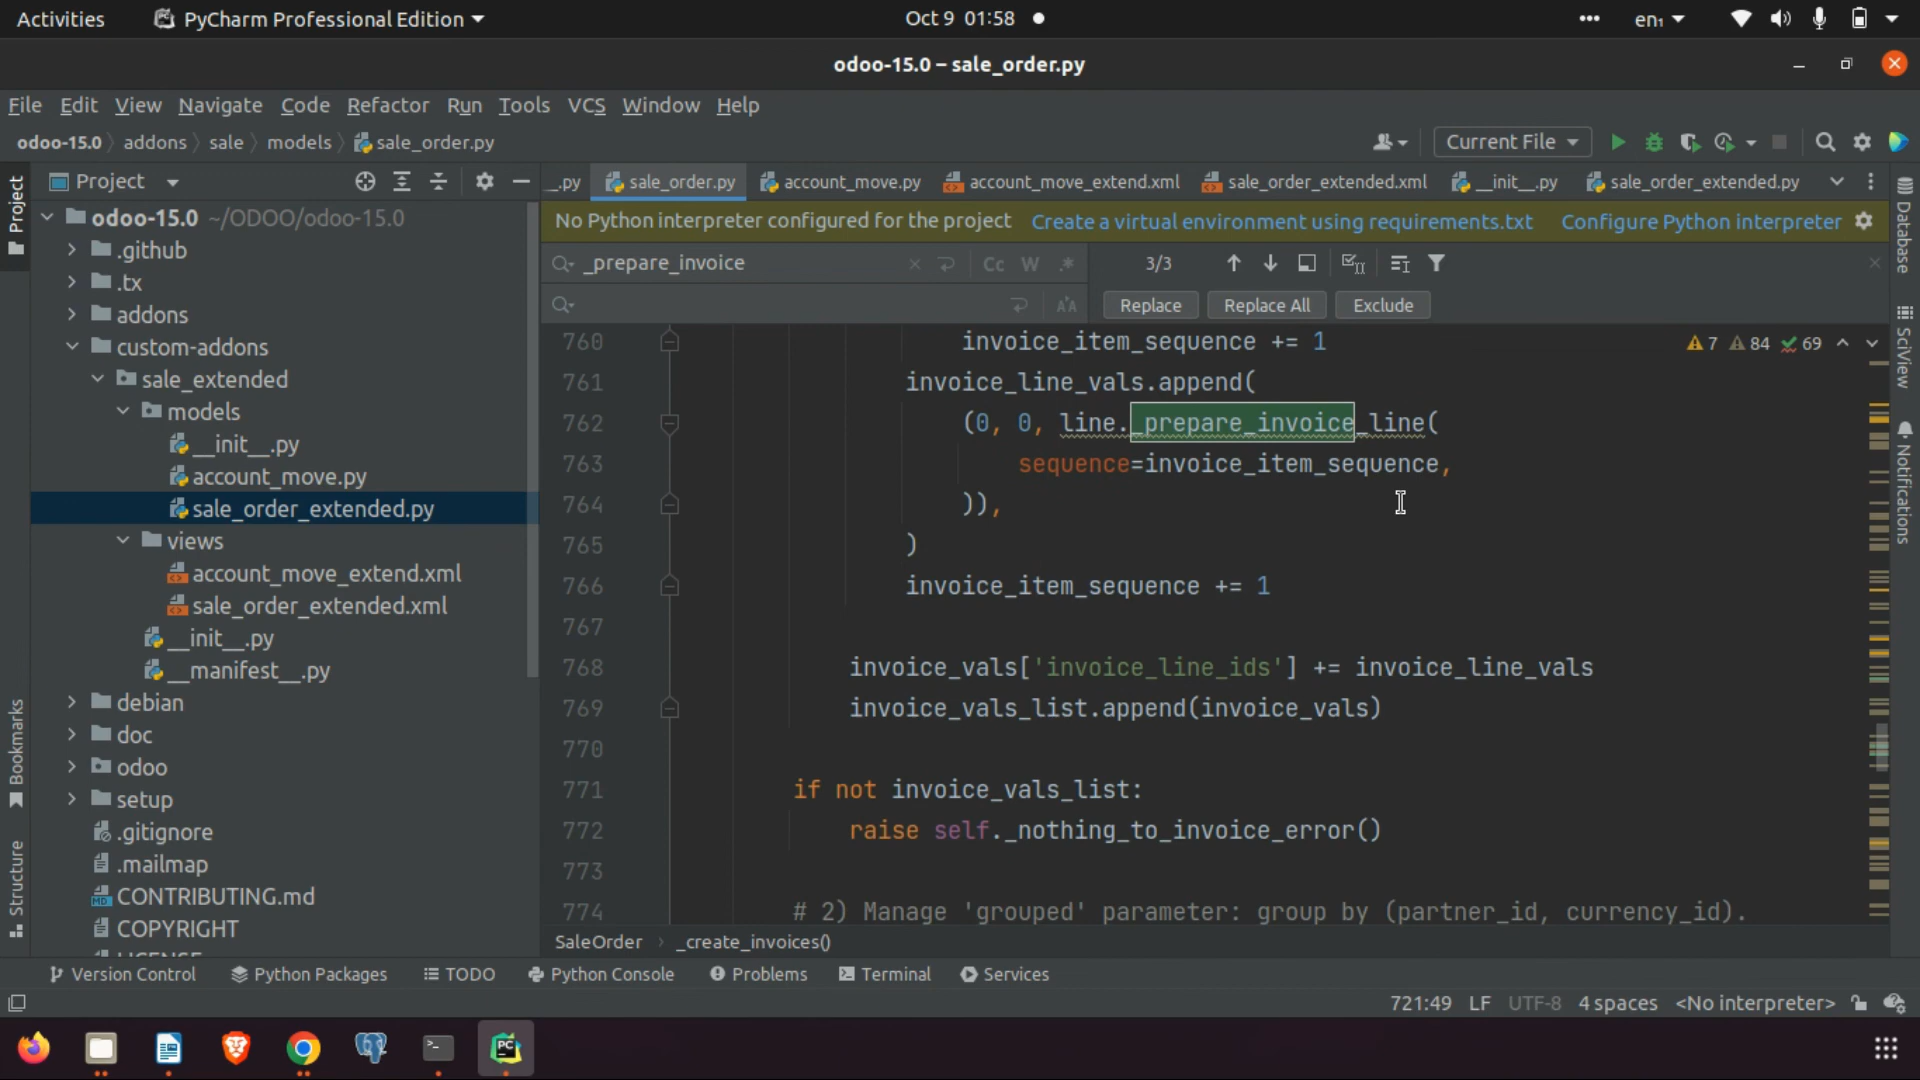 Activities PyCharm Professional Edition Oct 9 01:58 en₁
odoo-15.0 – sale_order.py
File Edit View Navigate Code Refactor Run Tools VCS Window Help
odoo-15.0 addons sale models sale_order.py Current File
Project
Project
_.py sale_order.py account_move.py account_move_extend.xml sale_order_extended.xml __init__.py sale_order_extended.py
odoo-15.0 ~/ODOO/odoo-15.0
.github
.tx
addons
custom-addons
sale_extended
models
__init__.py
account_move.py
sale_order_extended.py
views
account_move_extend.xml
sale_order_extended.xml
__init__.py
__manifest__.py
debian
doc
odoo
setup
.gitignore
.mailmap
CONTRIBUTING.md
COPYRIGHT
LICENSE
No Python interpreter configured for the project Create a virtual environment using requirements.txt Configure Python interpreter
_prepare_invoice Cc W .* 3/3
Replace Replace All Exclude
7 84 69
760 invoice_item_sequence += 1
761 invoice_line_vals.append(
762 (0, 0, line._prepare_invoice_line(
763 sequence=invoice_item_sequence,
764 )),
765 )
766 invoice_item_sequence += 1
767
768 invoice_vals['invoice_line_ids'] += invoice_line_vals
769 invoice_vals_list.append(invoice_vals)
770
771 if not invoice_vals_list:
772 raise self._nothing_to_invoice_error()
773
774 # 2) Manage 'grouped' parameter: group by (partner_id, currency_id).
SaleOrder _create_invoices()
Database
SciView
Notifications
Bookmarks
Structure
Version Control Python Packages TODO Python Console Problems Terminal Services
721:49 LF UTF-8 4 spaces <No interpreter>
PC